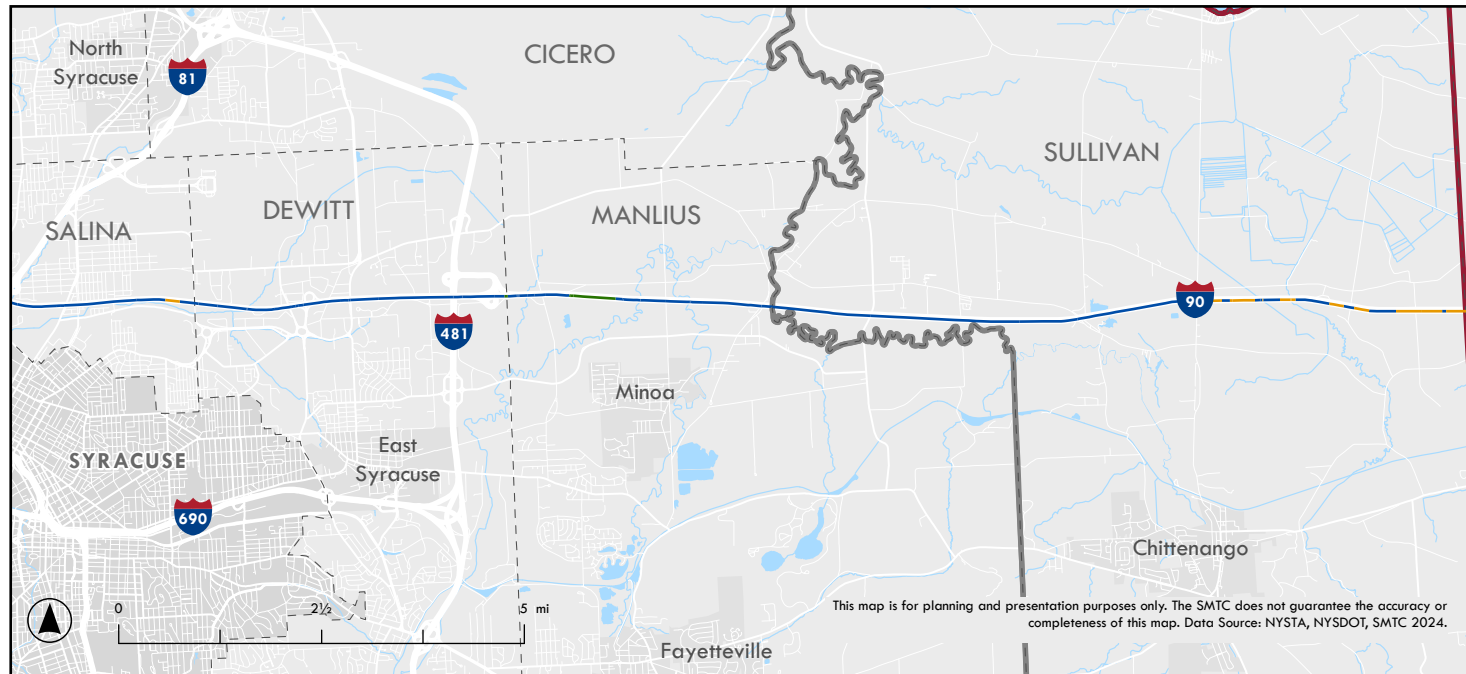 CICERO
North
Syracuse
81
SULLIVAN
DEWITT
MANLIUS
SALINA
90
481
Minoa
East
Syracuse
SYRACUSE
690
Chittenango
0
2½
5 mi
This map is for planning and presentation purposes only. The SMTC does not guarantee the accuracy or
completeness of this map. Data Source: NYSTA, NYSDOT, SMTC 2024.
Fayetteville